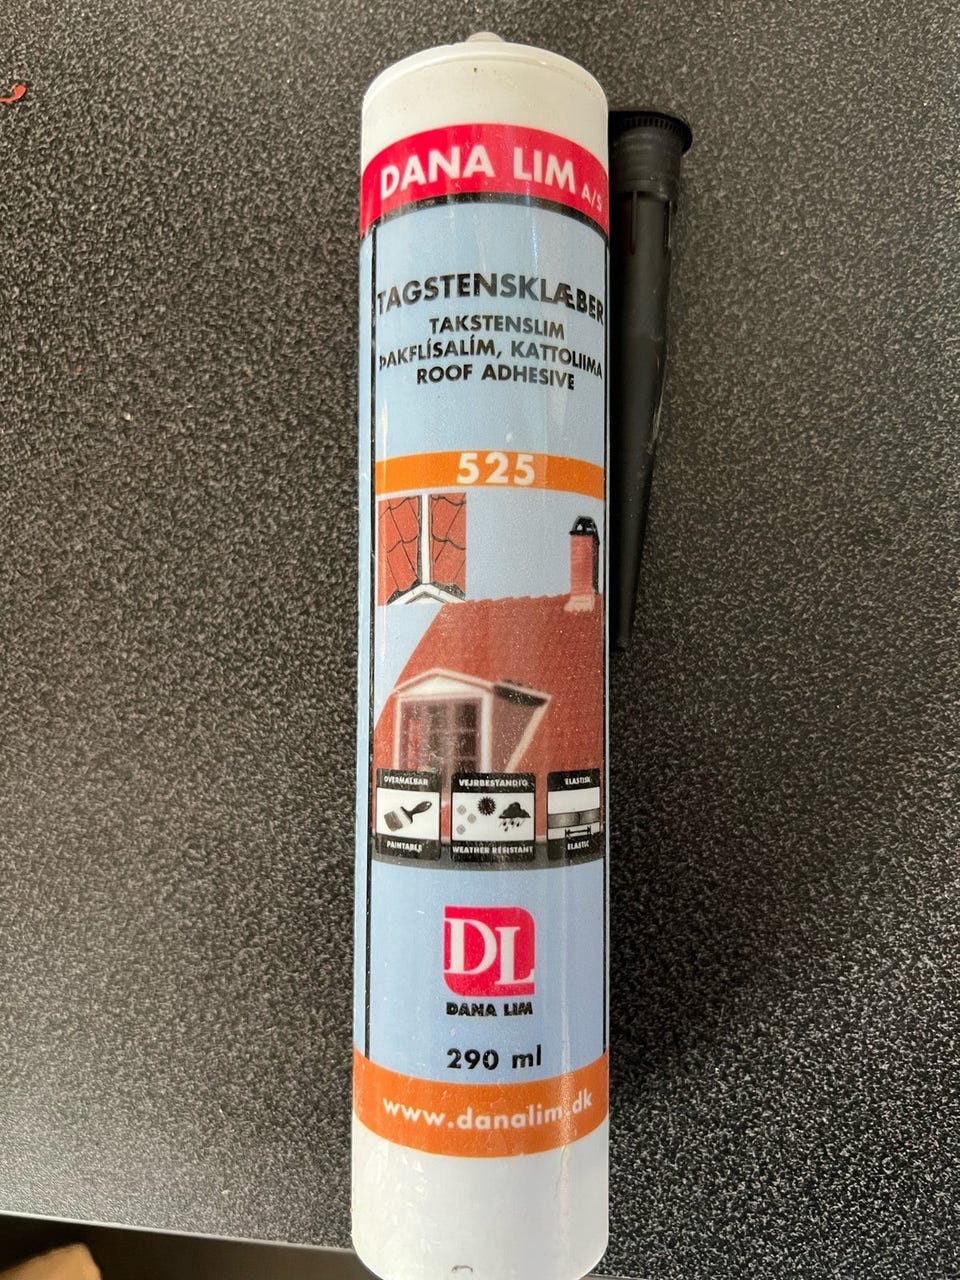 DANA LIM A/S
TAGSTENSKLÆBER
TAKSTENSLIM
ÞAKFLÍSALÍM, KATTOLIIMA
ROOF ADHESIVE
525
OVERMALBAR
VEJRBESTANDIG
ELASTISK
PAINTABLE
WEATHER RESISTANT
ELASTIC
DL
DANA LIM
290 ml
www.danalim.dk